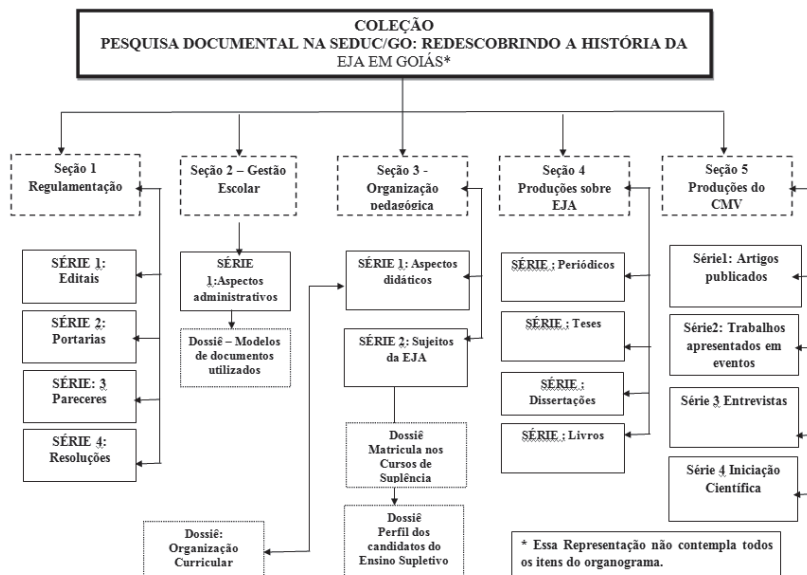 COLEÇÃO
PESQUISA DOCUMENTAL NA SEDUC/GO: REDESCOBRINDO A HISTÓRIA DA
EJA EM GOIÁS*
Seção 1
Regulamentação
Seção 2 – Gestão
Escolar
Seção 3 -
Organização
pedagógica
Seção 4
Produções sobre
EJA
Seção 5
Produções do
CMV
SÉRIE 1:
Editais
SÉRIE 2:
Portarias
SÉRIE: 3
Pareceres
SÉRIE 4:
Resoluções
SÉRIE
1:Aspectos
administrativos
Dossiê – Modelos
de documentos
utilizados
SÉRIE 1: Aspectos
didáticos
SÉRIE 2: Sujeitos
da EJA
Dossiê
Matricula nos
Cursos de
Suplência
Dossiê
Perfil dos
candidatos do
Ensino Supletivo
Dossiê:
Organização
Curricular
SÉRIE : Periódicos
SÉRIE : Teses
SÉRIE :
Dissertações
SÉRIE : Livros
Série1: Artigos
publicados
Série2: Trabalhos
apresentados em
eventos
Série 3 Entrevistas
Série 4 Iniciação
Científica
* Essa Representação não contempla todos
os itens do organograma.